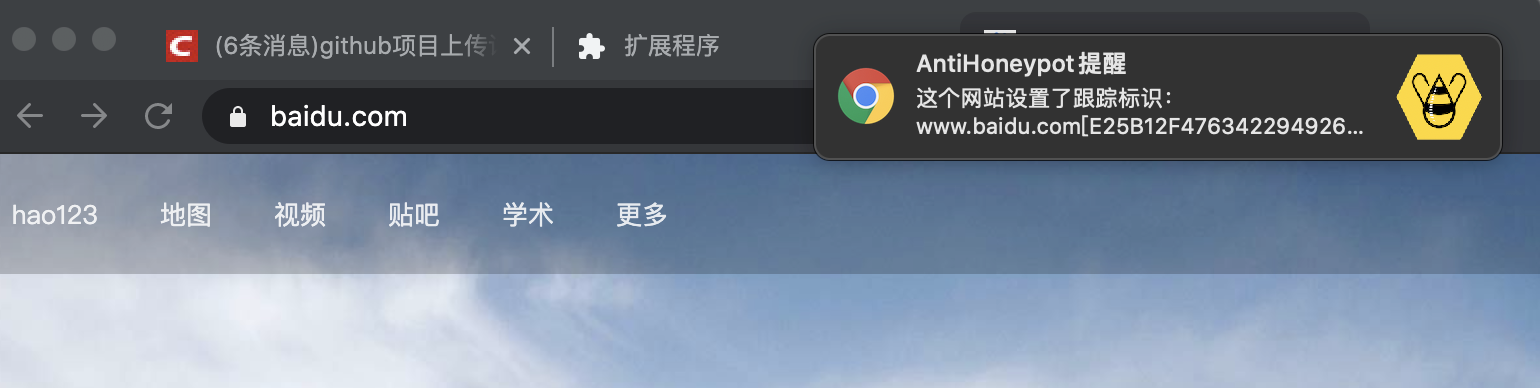 (6条消息)github项目上传
扩展程序
baidu.com
AntiHoneypot 提醒
这个网站设置了跟踪标识：
www.baidu.com[E25B12F476342294926...
hao123 地图 视频 贴吧 学术 更多